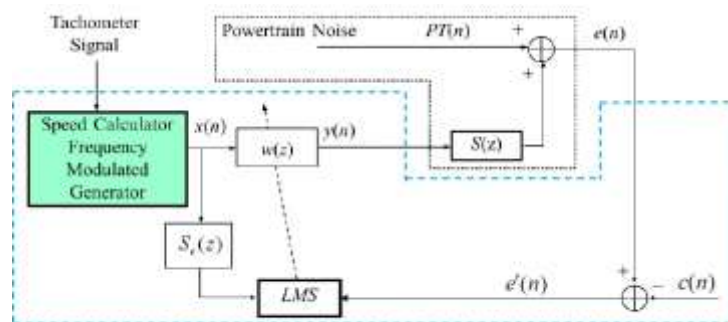 Tachometer
Signal
Powertrain Noise
PT(n)
+
e(n)
+
Speed Calculator
Frequency
Modulated
Generator
x(n)
w(z)
y(n)
S(z)
Se(z)
LMS
e'(n)
+
−
c(n)